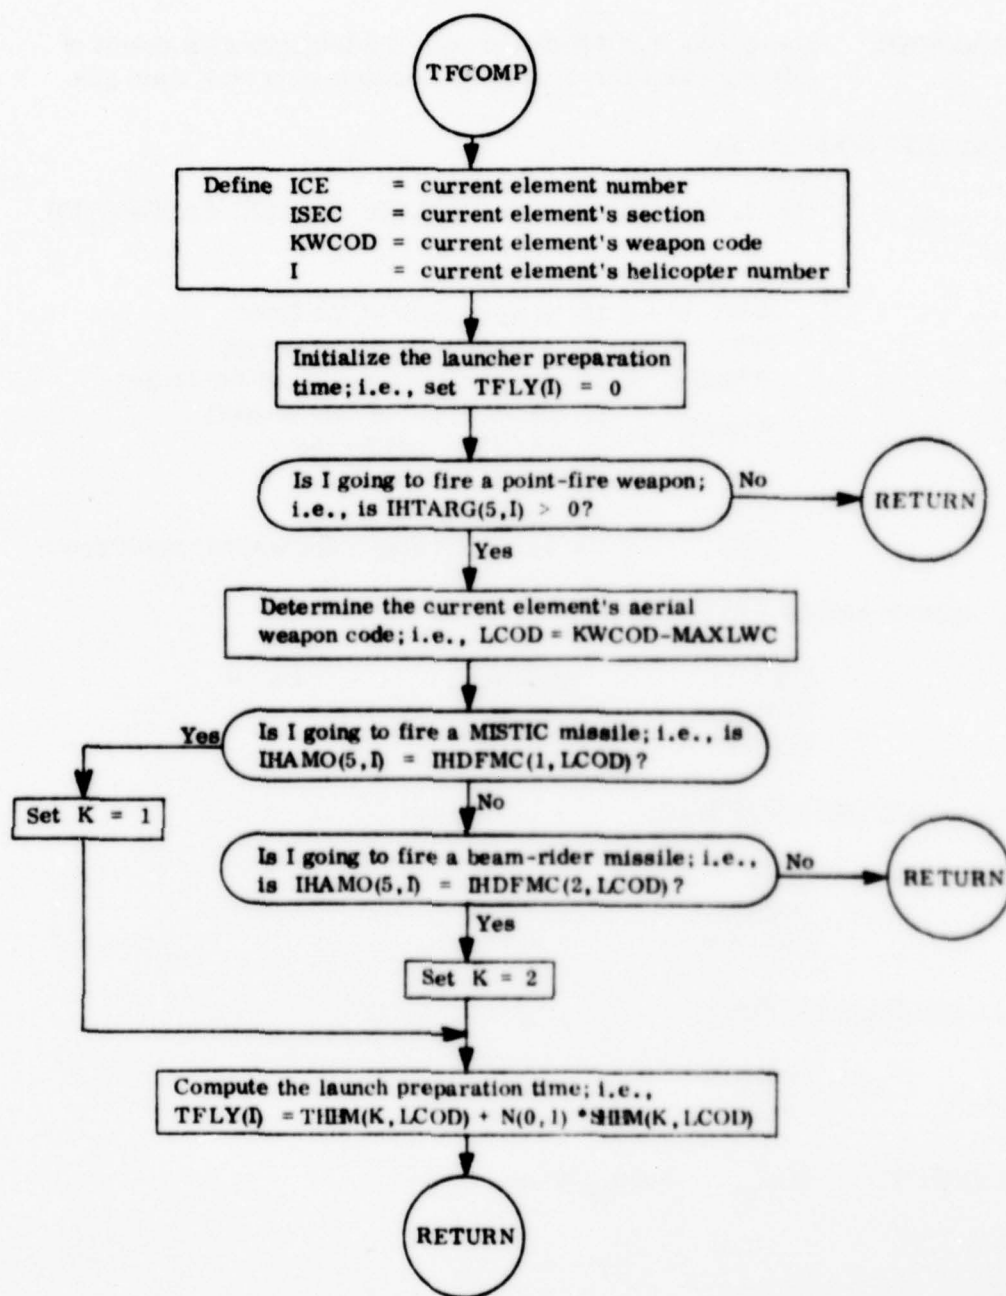 TFCOMP
Define ICE = current element number
ISEC = current element's section
KWCOD = current element's weapon code
I = current element's helicopter number
Initialize the launcher preparation
time; i.e., set TFLY(I) = 0
Is I going to fire a point-fire weapon;
i.e., is IHTARG(5,I) > 0?
No
RETURN
Yes
Determine the current element's aerial
weapon code; i.e., LCOD = KWCOD-MAXLWC
Is I going to fire a MISTIC missile; i.e., is
IHAMO(5,I) = IHDFMC(1,LCOD)?
Yes
Set K = 1
No
Is I going to fire a beam-rider missile; i.e.,
is IHAMO(5,I) = IHDFMC(2,LCOD)?
No
RETURN
Yes
Set K = 2
Compute the launch preparation time; i.e.,
TFLY(I) = THHM(K,LCOD) + N(0,1) *SHHM(K,LCOD)
RETURN